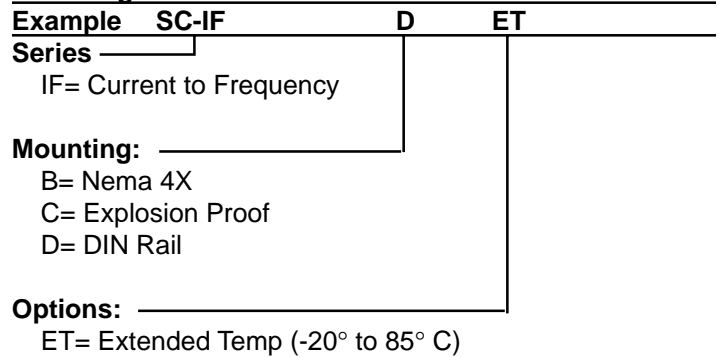 Example SC-IF D ET
Series
IF= Current to Frequency
Mounting:
B= Nema 4X
C= Explosion Proof
D= DIN Rail
Options:
ET= Extended Temp (-20° to 85° C)